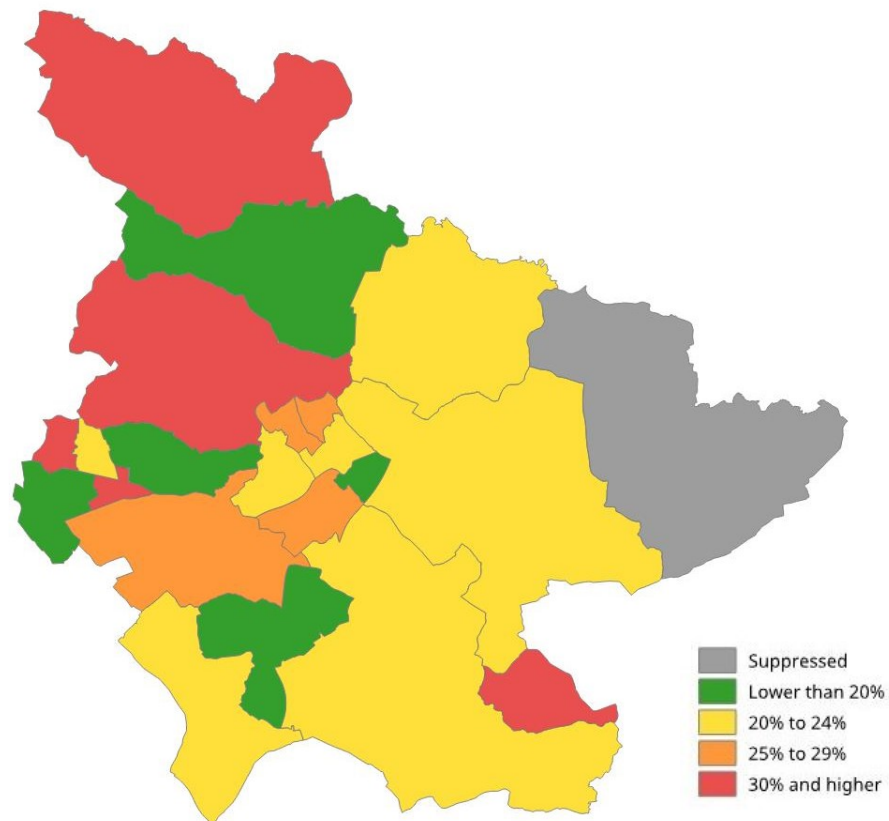 Suppressed
Lower than 20%
20% to 24%
25% to 29%
30% and higher